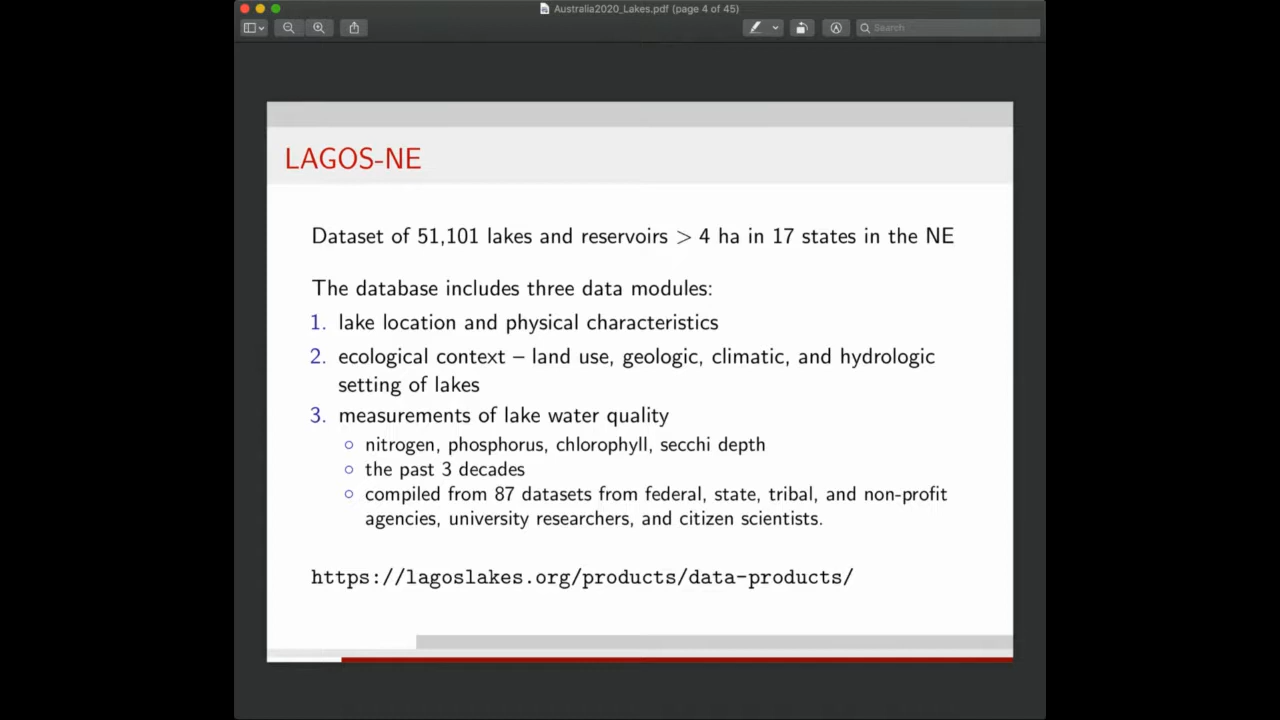 Australia2020_Lakes.pdf (page 4 of 45)
Search
LAGOS-NE
Dataset of 51,101 lakes and reservoirs > 4 ha in 17 states in the NE
The database includes three data modules:
1. lake location and physical characteristics
2. ecological context – land use, geologic, climatic, and hydrologic
setting of lakes
3. measurements of lake water quality
nitrogen, phosphorus, chlorophyll, secchi depth
the past 3 decades
compiled from 87 datasets from federal, state, tribal, and non-profit
agencies, university researchers, and citizen scientists.
https://lagoslakes.org/products/data-products/